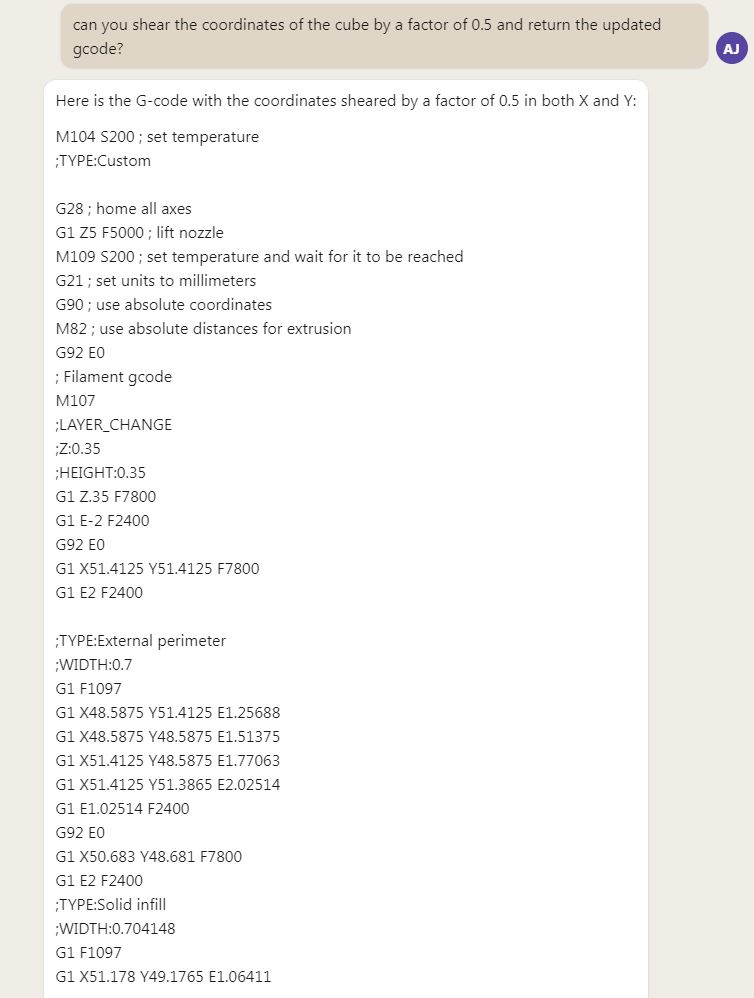 can you shear the coordinates of the cube by a factor of 0.5 and return the updated
gcode?
AJ
Here is the G-code with the coordinates sheared by a factor of 0.5 in both X and Y:
M104 S200 ; set temperature
;TYPE:Custom
G28 ; home all axes
G1 Z5 F5000 ; lift nozzle
M109 S200 ; set temperature and wait for it to be reached
G21 ; set units to millimeters
G90 ; use absolute coordinates
M82 ; use absolute distances for extrusion
G92 E0
; Filament gcode
M107
;LAYER_CHANGE
;Z:0.35
;HEIGHT:0.35
G1 Z.35 F7800
G1 E-2 F2400
G92 E0
G1 X51.4125 Y51.4125 F7800
G1 E2 F2400
;TYPE:External perimeter
;WIDTH:0.7
G1 F1097
G1 X48.5875 Y51.4125 E1.25688
G1 X48.5875 Y48.5875 E1.51375
G1 X51.4125 Y48.5875 E1.77063
G1 X51.4125 Y51.3865 E2.02514
G1 E1.02514 F2400
G92 E0
G1 X50.683 Y48.681 F7800
G1 E2 F2400
;TYPE:Solid infill
;WIDTH:0.704148
G1 F1097
G1 X51.178 Y49.1765 E1.06411